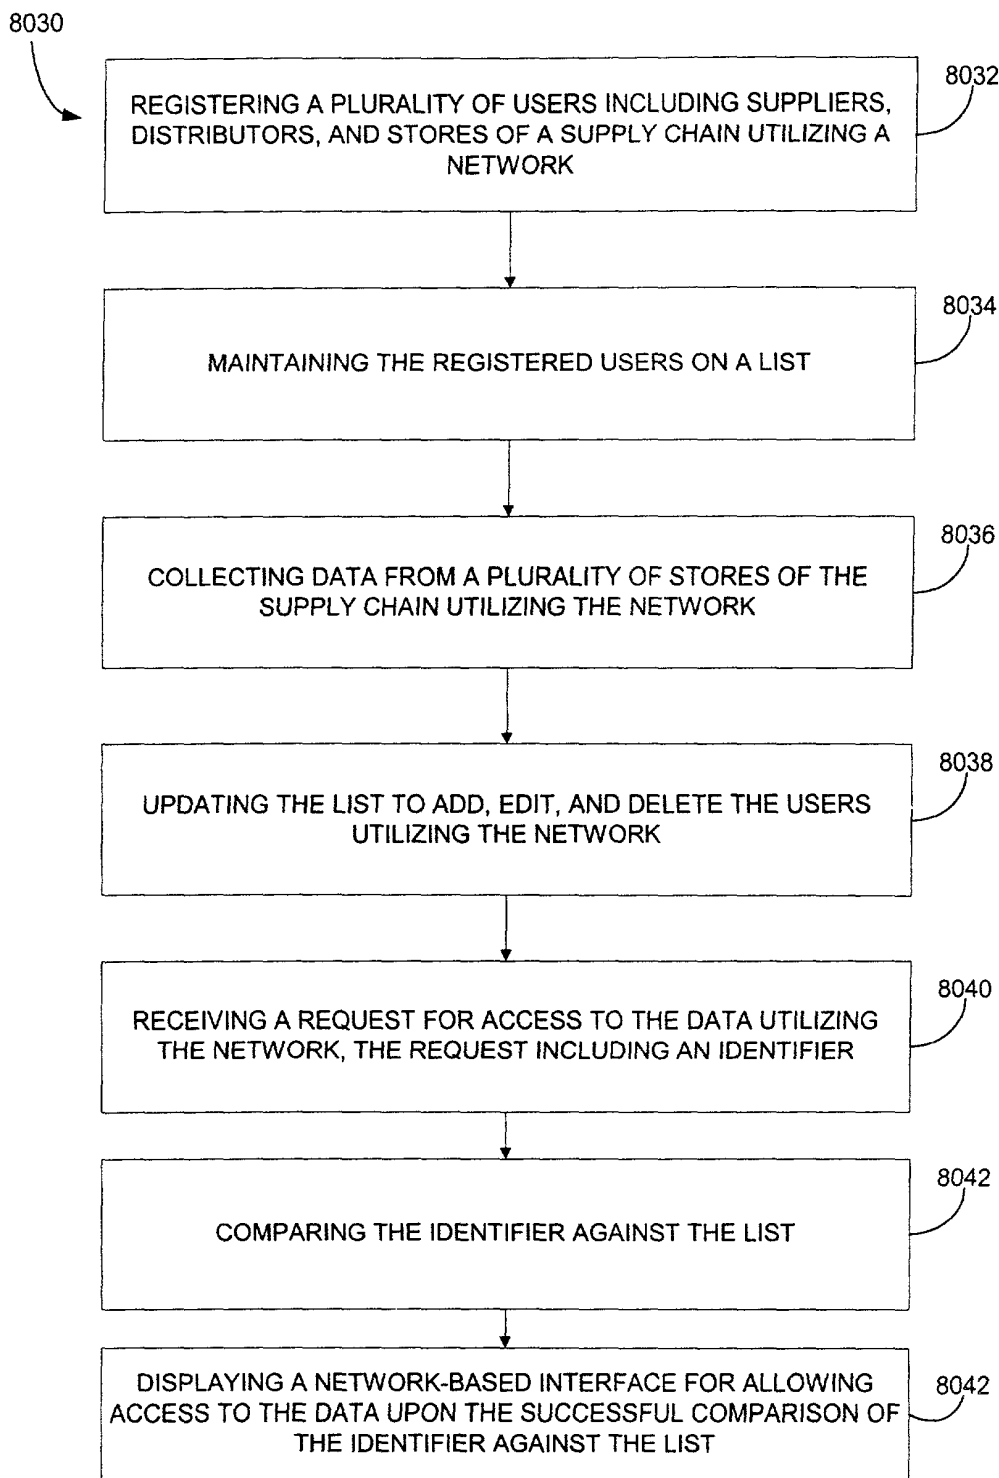 8030
8032
REGISTERING A PLURALITY OF USERS INCLUDING SUPPLIERS,
DISTRIBUTORS, AND STORES OF A SUPPLY CHAIN UTILIZING A
NETWORK
8034
MAINTAINING THE REGISTERED USERS ON A LIST
8036
COLLECTING DATA FROM A PLURALITY OF STORES OF THE
SUPPLY CHAIN UTILIZING THE NETWORK
8038
UPDATING THE LIST TO ADD, EDIT, AND DELETE THE USERS
UTILIZING THE NETWORK
8040
RECEIVING A REQUEST FOR ACCESS TO THE DATA UTILIZING
THE NETWORK, THE REQUEST INCLUDING AN IDENTIFIER
8042
COMPARING THE IDENTIFIER AGAINST THE LIST
8042
DISPLAYING A NETWORK-BASED INTERFACE FOR ALLOWING
ACCESS TO THE DATA UPON THE SUCCESSFUL COMPARISON OF
THE IDENTIFIER AGAINST THE LIST